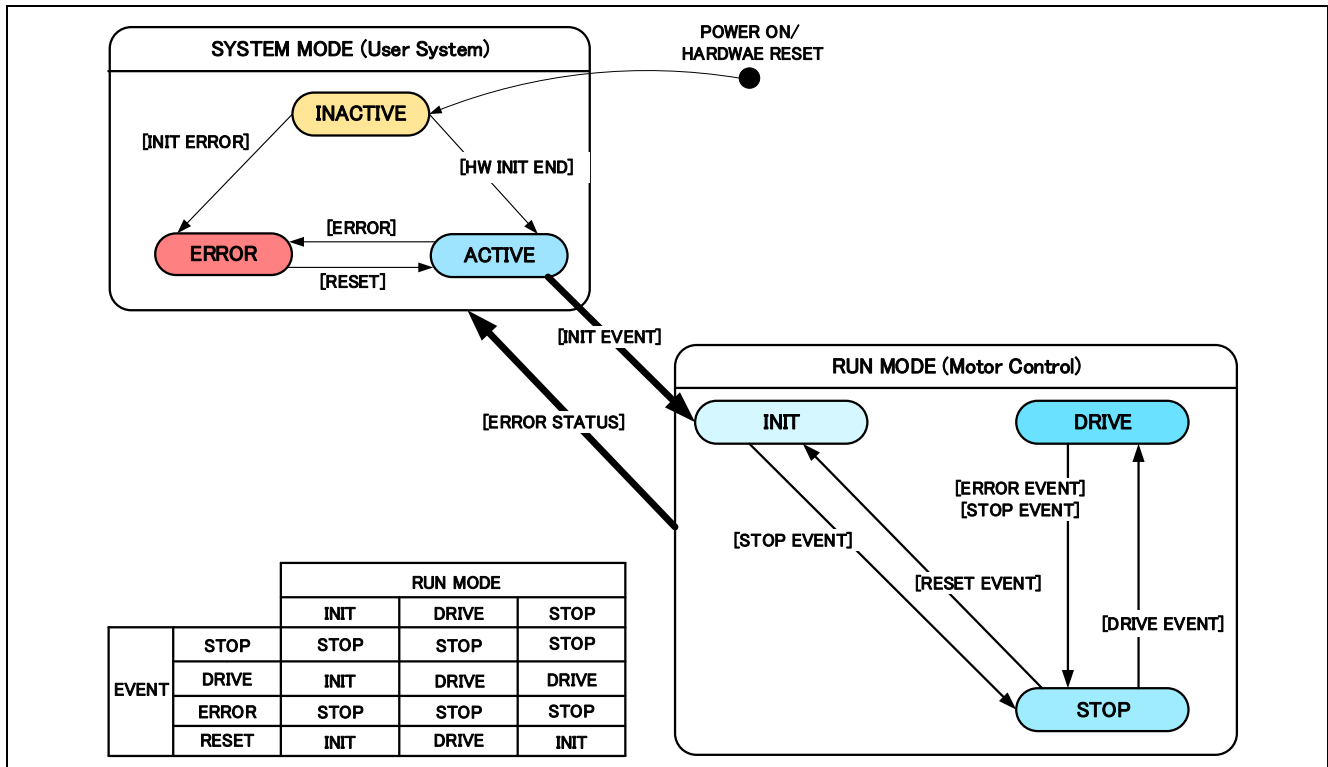 POWER ON/
HARDWAE RESET
SYSTEM MODE (User System)
INACTIVE
[INIT ERROR]
[HW INIT END]
[ERROR]
ERROR
ACTIVE
[RESET]
[INIT EVENT]
[ERROR STATUS]
RUN MODE (Motor Control)
INIT
DRIVE
[ERROR EVENT]
[STOP EVENT]
[STOP EVENT]
[RESET EVENT]
[DRIVE EVENT]
STOP
RUN MODE
INIT DRIVE STOP
EVENT
STOP STOP STOP STOP
DRIVE INIT DRIVE DRIVE
ERROR STOP STOP STOP
RESET INIT DRIVE INIT